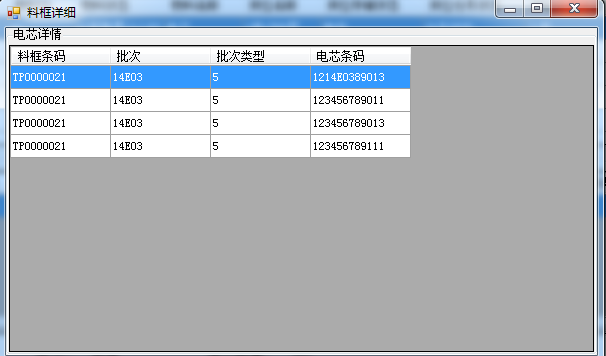 料框详细
电芯详情
料框条码 批次 批次类型 电芯条码
TP0000021 14E03 5 1214E0389013
TP0000021 14E03 5 123456789011
TP0000021 14E03 5 123456789013
TP0000021 14E03 5 123456789111